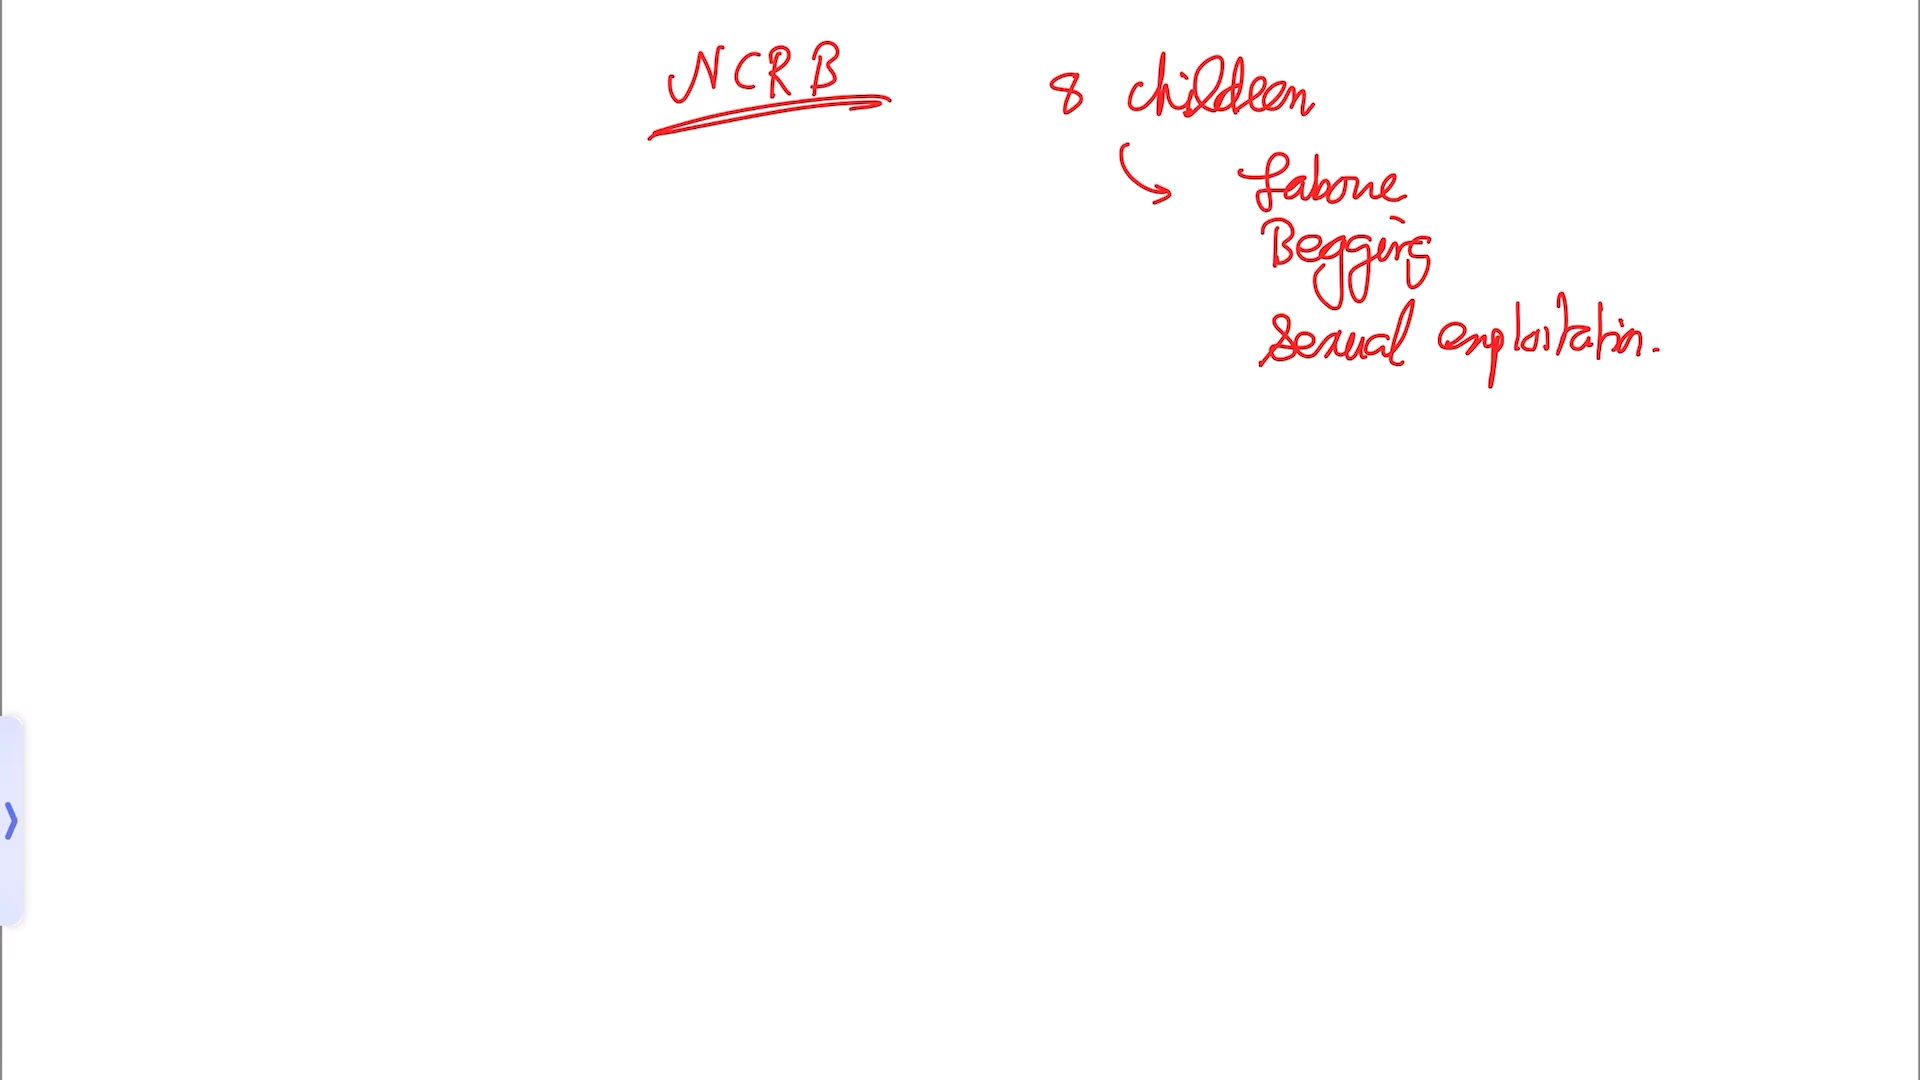 NCRB
8 children
Labour
Begging
Sexual exploitation.